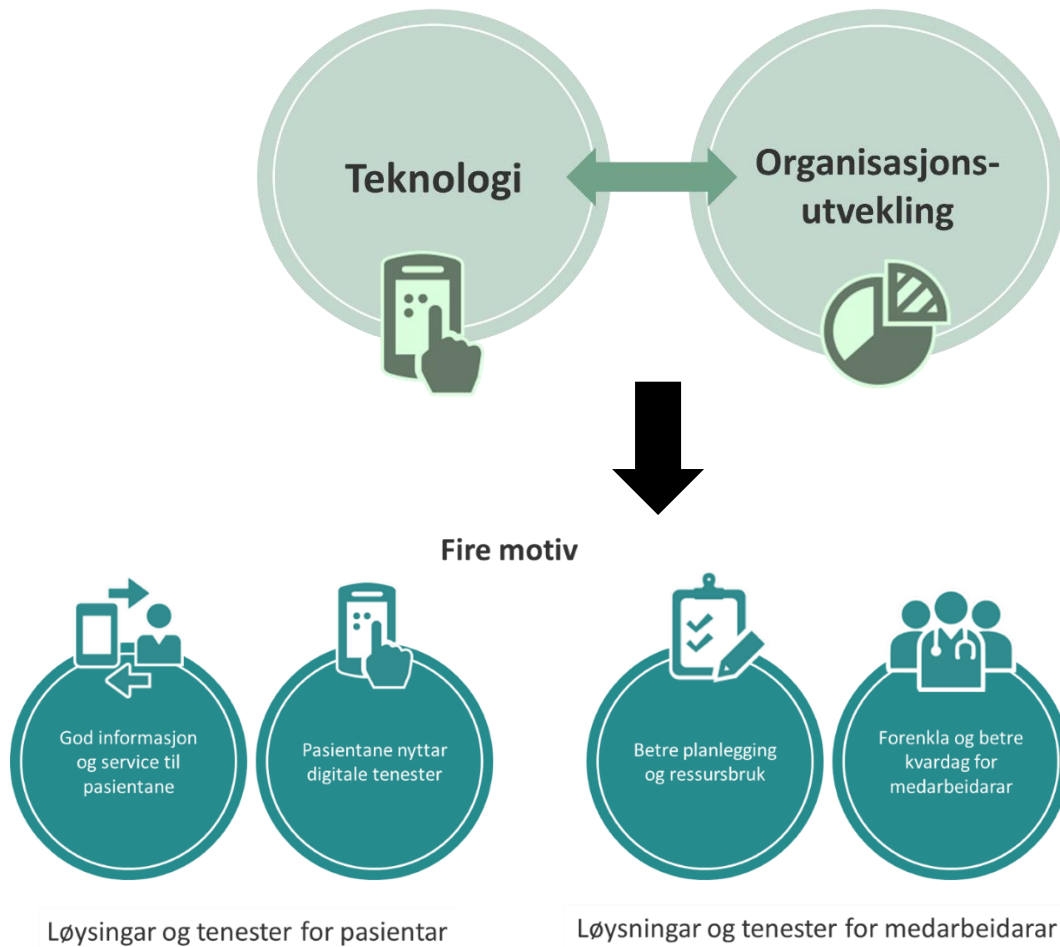 Teknologi
Organisasjons-
utvekling
Fire motiv
God informasjon
og service til
pasientane
Pasientane nyttar
digitale tenester
Betre planlegging
og ressursbruk
Forenkla og betre
kvardag for
medarbeidarar
Løysingar og tenester for pasientar
Løysningar og tenester for medarbeidarar